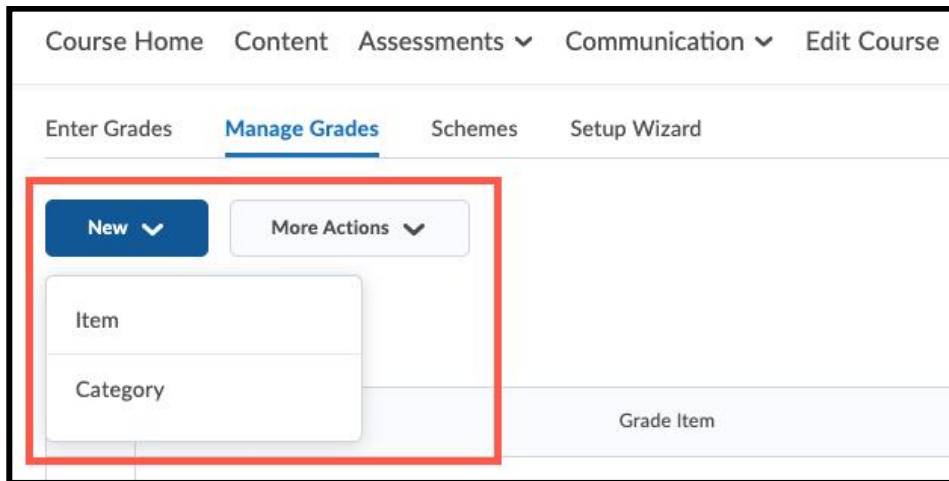 Course Home Content Assessments Communication Edit Course
Enter Grades Manage Grades Schemes Setup Wizard
New More Actions
Item
Category
Grade Item